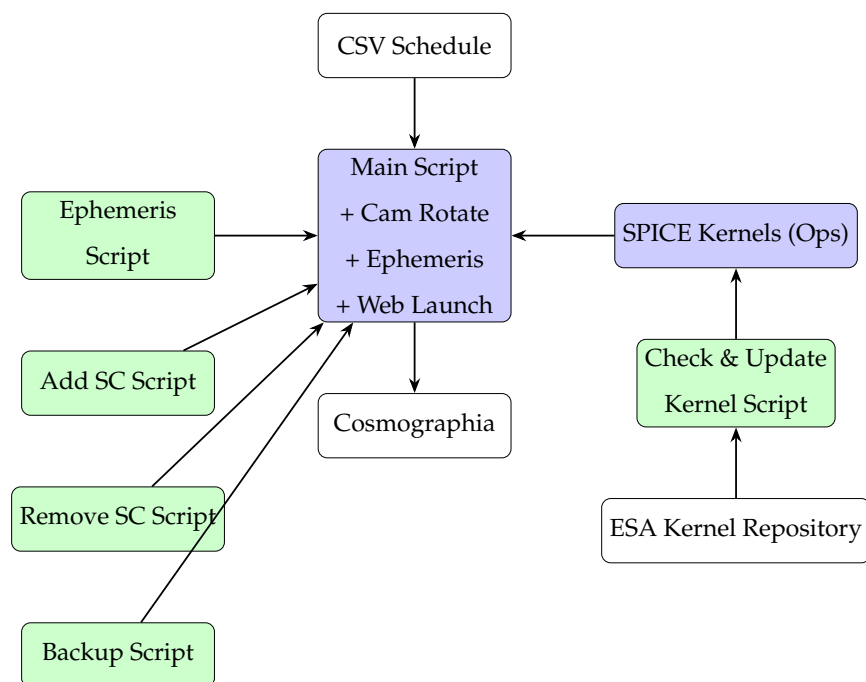 CSV Schedule
Main Script
+ Cam Rotate
+ Ephemeris
+ Web Launch
Ephemeris
Script
SPICE Kernels (Ops)
Add SC Script
Check & Update
Kernel Script
Cosmographia
Remove SC Script
ESA Kernel Repository
Backup Script